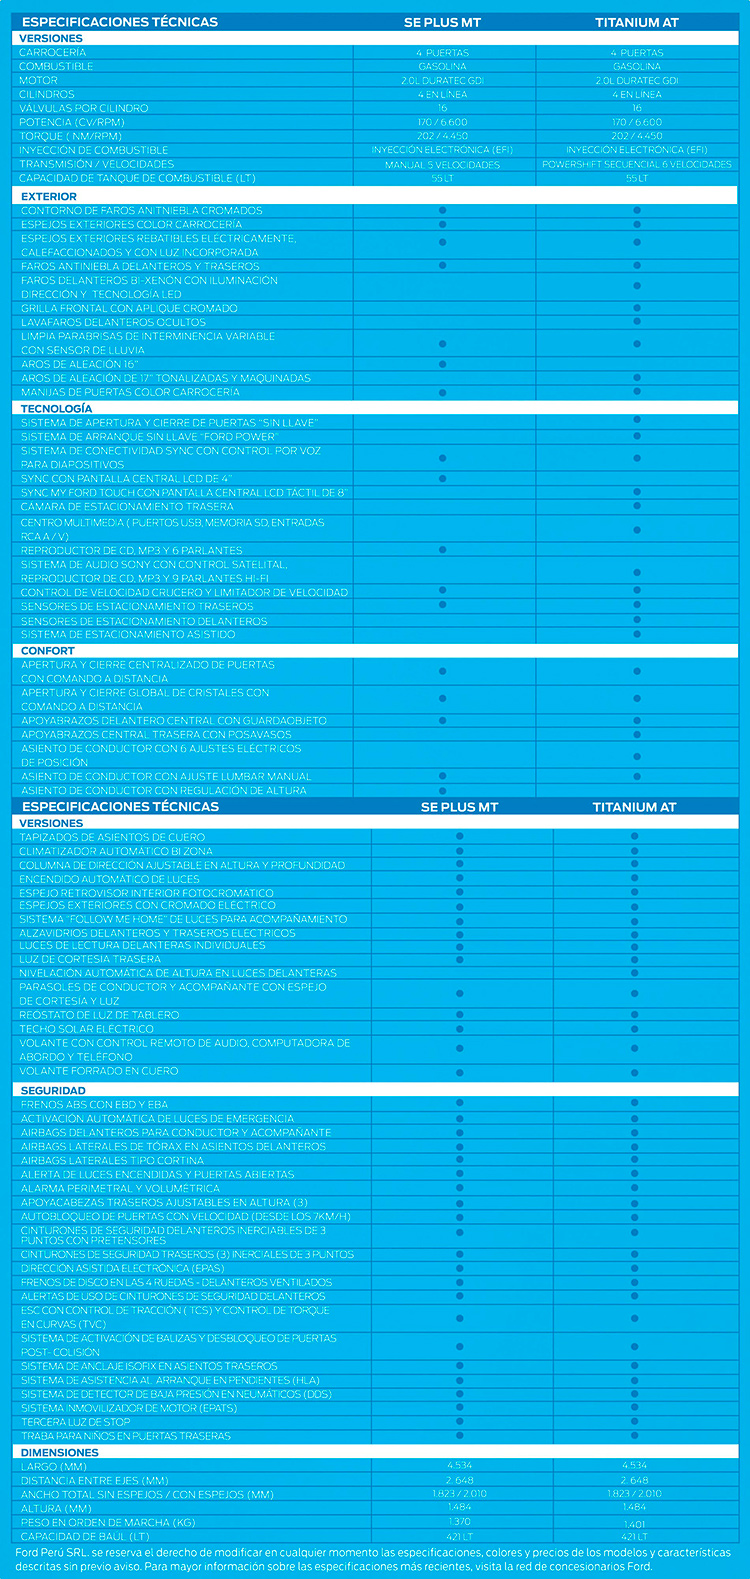 ESPECIFICACIONES TÉCNICAS SE PLUS MT TITANIUM AT
VERSIONES
CARROCERÍA 4 PUERTAS 4 PUERTAS
COMBUSTIBLE GASOLINA GASOLINA
MOTOR 2.0L DURATEC GDI 2.0L DURATEC GDI
CILINDROS 4 EN LÍNEA 4 EN LÍNEA
VÁLVULAS POR CILINDRO 16 16
POTENCIA (CV/RPM) 170 / 6.600 170 / 6.600
TORQUE ( NM/RPM) 202 / 4.450 202 / 4.450
INYECCIÓN DE COMBUSTIBLE INYECCIÓN ELECTRÓNICA (EFI) INYECCIÓN ELECTRÓNICA (EFI)
TRANSMISIÓN / VELOCIDADES MANUAL 5 VELOCIDADES POWERSHIFT SECUENCIAL 6 VELOCIDADES
CAPACIDAD DE TANQUE DE COMBUSTIBLE (LT) 55 LT 55 LT
EXTERIOR
CONTORNO DE FAROS ANITNIEBLA CROMADOS ● ●
ESPEJOS EXTERIORES COLOR CARROCERÍA ● ●
ESPEJOS EXTERIORES REBATIBLES ELÉCTRICAMENTE,
CALEFACCIONADOS Y CON LUZ INCORPORADA ● ●
FAROS ANTINIEBLA DELANTEROS Y TRASEROS ● ●
FAROS DELANTEROS BI-XENÓN CON ILUMINACIÓN
DIRECCIÓN Y TECNOLOGÍA LED ●
GRILLA FRONTAL CON APLIQUE CROMADO ●
LAVAFAROS DELANTEROS OCULTOS ●
LIMPIA PARABRISAS DE INTERMINENCIA VARIABLE
CON SENSOR DE LLUVIA ● ●
AROS DE ALEACIÓN 16" ●
AROS DE ALEACIÓN DE 17" TONALIZADAS Y MAQUINADAS ●
MANIJAS DE PUERTAS COLOR CARROCERÍA ● ●
TECNOLOGÍA
SISTEMA DE APERTURA Y CIERRE DE PUERTAS "SIN LLAVE" ●
SISTEMA DE ARRANQUE SIN LLAVE "FORD POWER" ●
SISTEMA DE CONECTIVIDAD SYNC CON CONTROL POR VOZ
PARA DIAPOSITIVOS ● ●
SYNC CON PANTALLA CENTRAL LCD DE 4" ●
SYNC MY FORD TOUCH CON PANTALLA CENTRAL LCD TÁCTIL DE 8" ●
CÁMARA DE ESTACIONAMIENTO TRASERA ●
CENTRO MULTIMEDIA ( PUERTOS USB, MEMORIA SD, ENTRADAS
RCA A / V) ●
REPRODUCTOR DE CD, MP3 Y 6 PARLANTES ●
SISTEMA DE AUDIO SONY CON CONTROL SATELITAL,
REPRODUCTOR DE CD, MP3 Y 9 PARLANTES HI-FI ●
CONTROL DE VELOCIDAD CRUCERO Y LIMITADOR DE VELOCIDAD ● ●
SENSORES DE ESTACIONAMIENTO TRASEROS ● ●
SENSORES DE ESTACIONAMIENTO DELANTEROS ●
SISTEMA DE ESTACIONAMIENTO ASISTIDO ●
CONFORT
APERTURA Y CIERRE CENTRALIZADO DE PUERTAS
CON COMANDO A DISTANCIA ● ●
APERTURA Y CIERRE GLOBAL DE CRISTALES CON
COMANDO A DISTANCIA ● ●
APOYABRAZOS DELANTERO CENTRAL CON GUARDAOBJETO ● ●
APOYABRAZOS CENTRAL TRASERA CON POSAVASOS ●
ASIENTO DE CONDUCTOR CON 6 AJUSTES ELÉCTRICOS
DE POSICIÓN ●
ASIENTO DE CONDUCTOR CON AJUSTE LUMBAR MANUAL ● ●
ASIENTO DE CONDUCTOR CON REGULACIÓN DE ALTURA ●
ESPECIFICACIONES TÉCNICAS SE PLUS MT TITANIUM AT
VERSIONES
TAPIZADOS DE ASIENTOS DE CUERO ● ●
CLIMATIZADOR AUTOMÁTICO BI ZONA ● ●
COLUMNA DE DIRECCIÓN AJUSTABLE EN ALTURA Y PROFUNDIDAD ● ●
ENCENDIDO AUTOMÁTICO DE LUCES ● ●
ESPEJO RETROVISOR INTERIOR FOTOCROMÁTICO ● ●
ESPEJOS EXTERIORES CON CROMADO ELÉCTRICO ● ●
SISTEMA "FOLLOW ME HOME" DE LUCES PARA ACOMPAÑAMIENTO ● ●
ALZAVIDRIOS DELANTEROS Y TRASEROS ELÉCTRICOS ● ●
LUCES DE LECTURA DELANTERAS INDIVIDUALES ● ●
LUZ DE CORTESÍA TRASERA ● ●
NIVELACIÓN AUTOMÁTICA DE ALTURA EN LUCES DELANTERAS ●
PARASOLES DE CONDUCTOR Y ACOMPAÑANTE CON ESPEJO
DE CORTESÍA Y LUZ ● ●
REÓSTATO DE LUZ DE TABLERO ● ●
TECHO SOLAR ELÉCTRICO ● ●
VOLANTE CON CONTROL REMOTO DE AUDIO, COMPUTADORA DE
ABORDO Y TELÉFONO ● ●
VOLANTE FORRADO EN CUERO ● ●
SEGURIDAD
FRENOS ABS CON EBD Y EBA ● ●
ACTIVACIÓN AUTOMÁTICA DE LUCES DE EMERGENCIA ● ●
AIRBAGS DELANTEROS PARA CONDUCTOR Y ACOMPAÑANTE ● ●
AIRBAGS LATERALES DE TÓRAX EN ASIENTOS DELANTEROS ● ●
AIRBAGS LATERALES TIPO CORTINA ● ●
ALERTA DE LUCES ENCENDIDAS Y PUERTAS ABIERTAS ● ●
ALARMA PERIMETRAL Y VOLUMÉTRICA ● ●
APOYACABEZAS TRASEROS AJUSTABLES EN ALTURA (3) ● ●
AUTOBLOQUEO DE PUERTAS CON VELOCIDAD (DESDE LOS 7KM/H) ● ●
CINTURONES DE SEGURIDAD DELANTEROS INERCIABLES DE 3
PUNTOS CON PRETENSORES ● ●
CINTURONES DE SEGURIDAD TRASEROS (3) INERCIALES DE 3 PUNTOS ● ●
DIRECCIÓN ASISTIDA ELECTRÓNICA (EPAS) ● ●
FRENOS DE DISCO EN LAS 4 RUEDAS - DELANTEROS VENTILADOS ● ●
ALERTAS DE USO DE CINTURONES DE SEGURIDAD DELANTEROS ● ●
ESC CON CONTROL DE TRACCIÓN ( TCS) Y CONTROL DE TORQUE
EN CURVAS (TVC) ● ●
SISTEMA DE ACTIVACIÓN DE BALIZAS Y DESBLOQUEO DE PUERTAS
POST- COLISIÓN ● ●
SISTEMA DE ANCLAJE ISOFIX EN ASIENTOS TRASEROS ● ●
SISTEMA DE ASISTENCIA AL ARRANQUE EN PENDIENTES (HLA) ● ●
SISTEMA DE DETECTOR DE BAJA PRESIÓN EN NEUMÁTICOS (DDS) ● ●
SISTEMA INMOVILIZADOR DE MOTOR (EPATS) ● ●
TERCERA LUZ DE STOP ● ●
TRABA PARA NIÑOS EN PUERTAS TRASERAS ● ●
DIMENSIONES
LARGO (MM) 4.534 4.534
DISTANCIA ENTRE EJES (MM) 2. 648 2. 648
ANCHO TOTAL SIN ESPEJOS / CON ESPEJOS (MM) 1.823 / 2.010 1.823 / 2.010
ALTURA (MM) 1.484 1.484
PESO EN ORDEN DE MARCHA (KG) 1.370 1.401
CAPACIDAD DE BAUL (LT) 421 LT 421 LT
Ford Perú SRL. se reserva el derecho de modificar en cualquier momento las especificaciones, colores y precios de los modelos y características
descritas sin previo aviso. Para mayor información sobre las especificaciones más recientes, visita la red de concesionarios Ford.